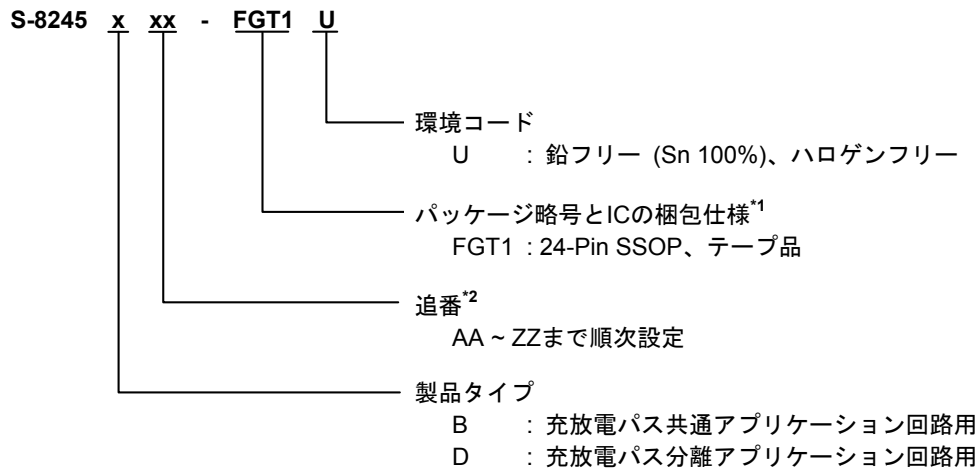 S-8245 x xx - FGT1 U
環境コード
U : 鉛フリー (Sn 100%)、ハロゲンフリー
パッケージ略号とICの梱包仕様*1
FGT1 : 24-Pin SSOP、テープ品
追番*2
AA ~ ZZまで順次設定
製品タイプ
B : 充放電パス共通アプリケーション回路用
D : 充放電パス分離アプリケーション回路用